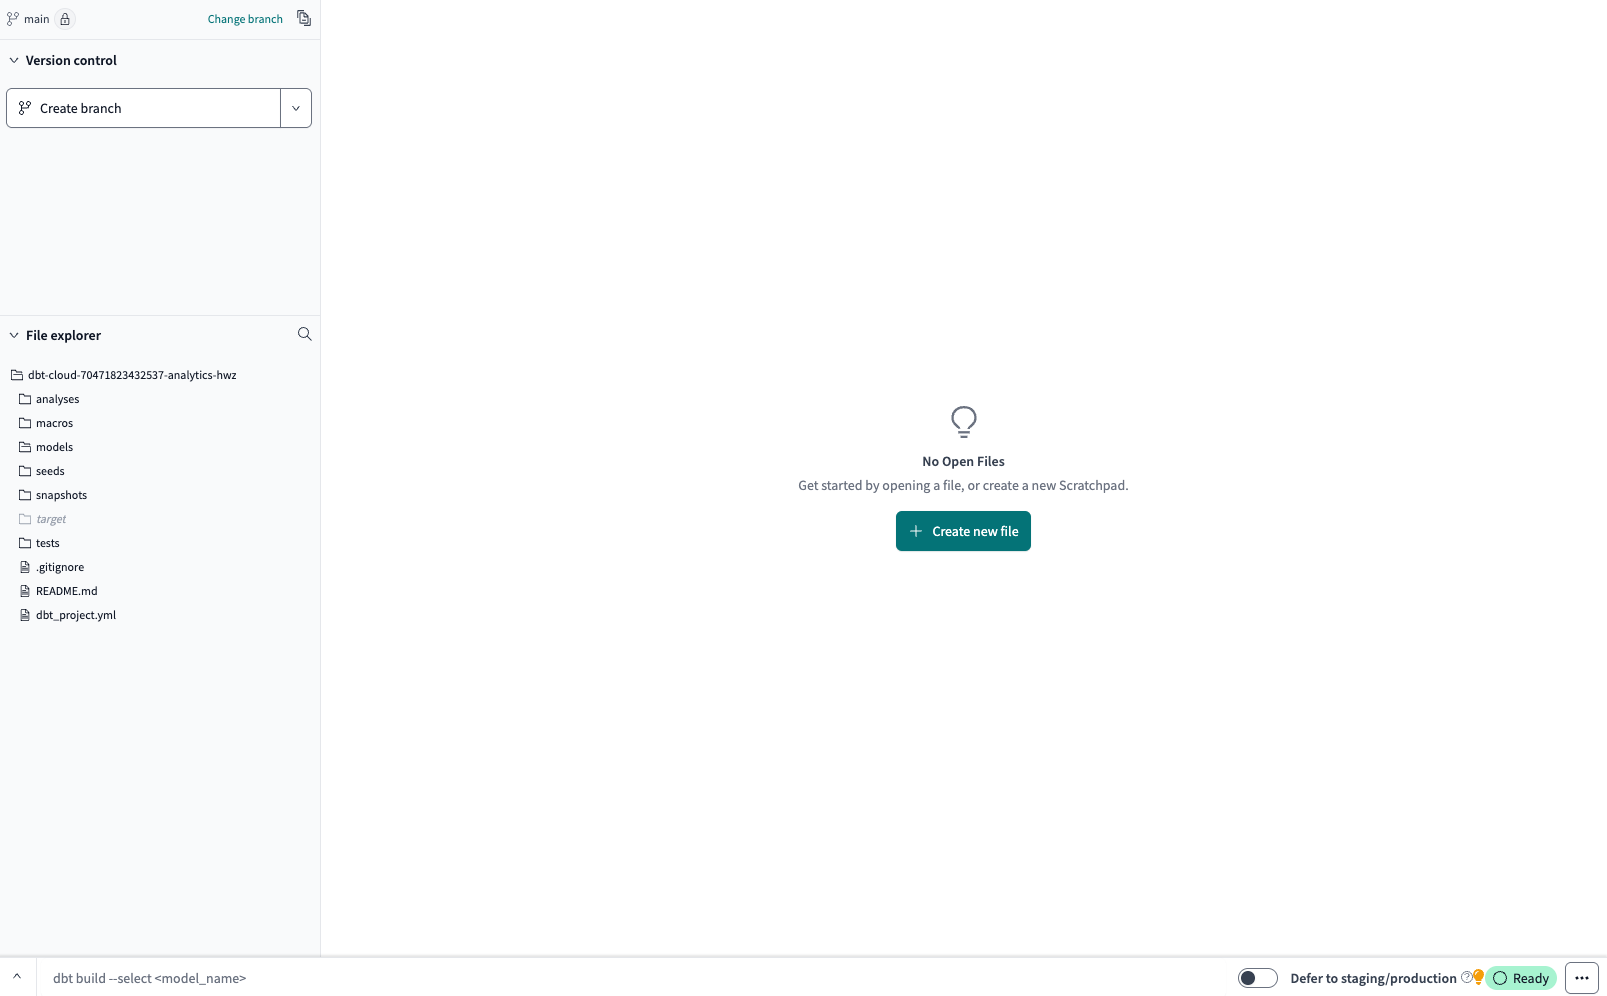 main
Change branch
Version control
Create branch
File explorer
dbt-cloud-70471823432537-analytics-hwz
analyses
macros
models
seeds
snapshots
target
tests
.gitignore
README.md
dbt_project.yml
No Open Files
Get started by opening a file, or create a new Scratchpad.
Create new file
dbt build --select <model_name>
Defer to staging/production
Ready